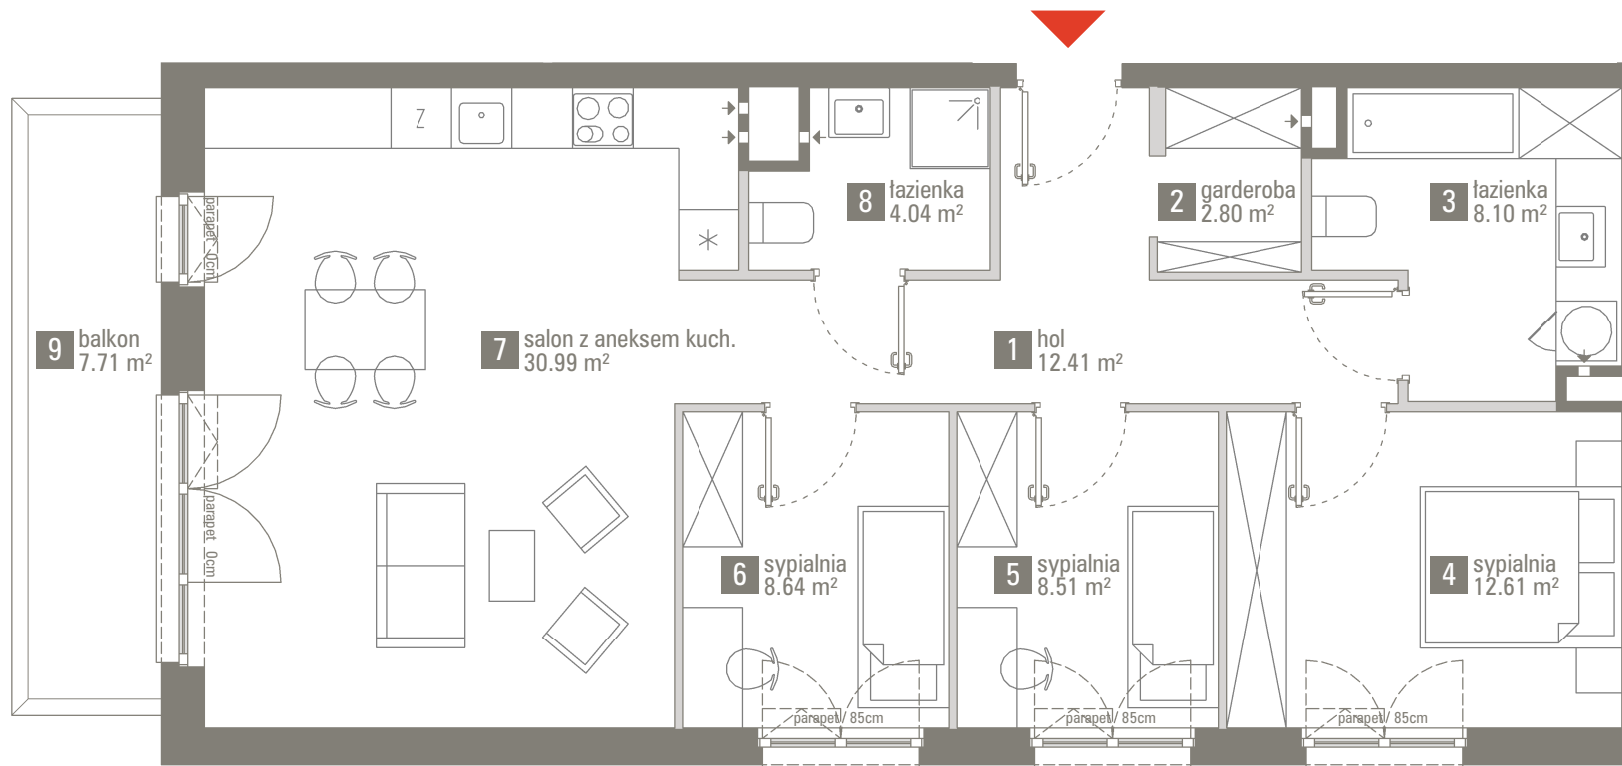 Z
8 łazienka
4.04 m²
2 garderoba
2.80 m²
3 łazienka
8.10 m²
parapet 0cm
9 balkon
7.71 m²
7 salon z aneksem kuch.
30.99 m²
1 hol
12.41 m²
parapet 0cm
6 sypialnia
8.64 m²
5 sypialnia
8.51 m²
4 sypialnia
12.61 m²
parapet / 85cm
parapet / 85cm
parapet / 85cm